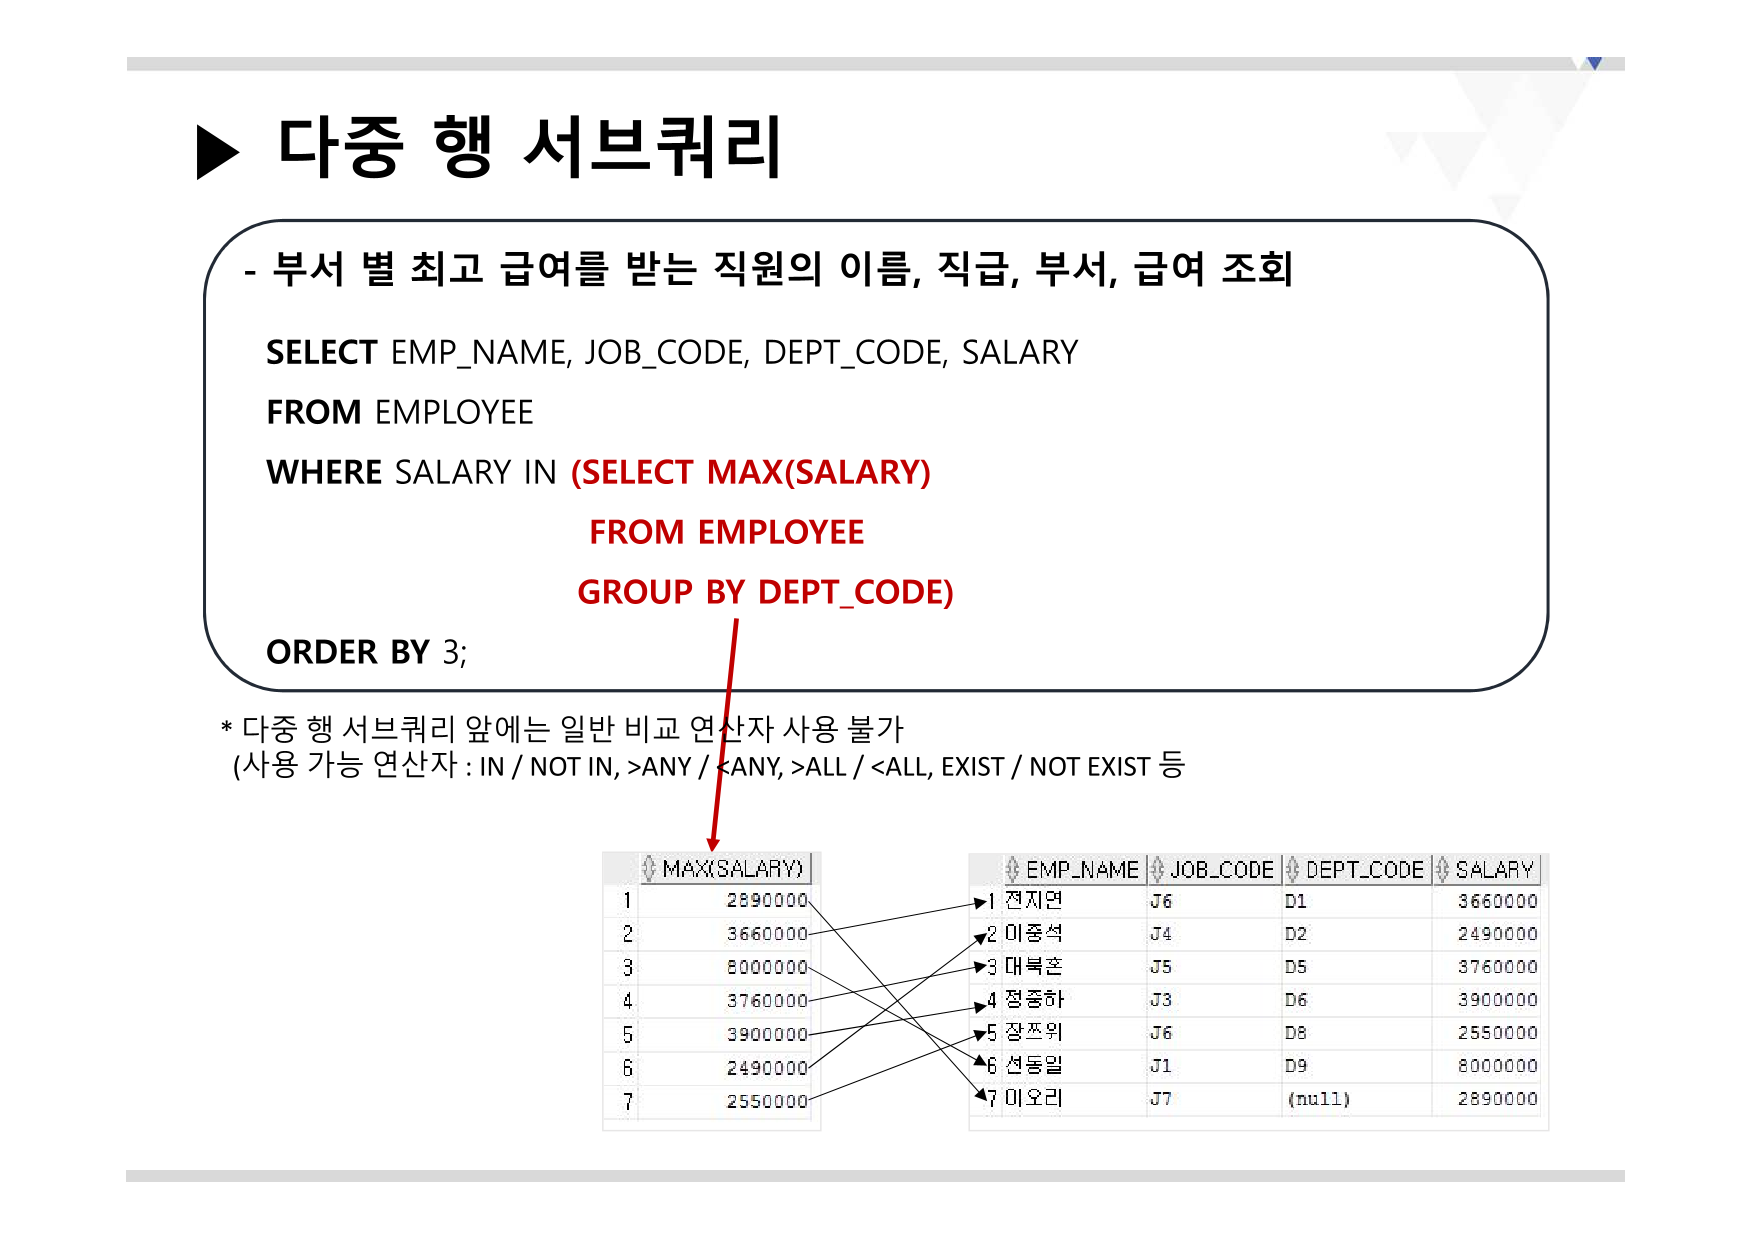 ▶ 다중 행 서브쿼리
- 부서 별 최고 급여를 받는 직원의 이름, 직급, 부서, 급여 조회
SELECT EMP_NAME, JOB_CODE, DEPT_CODE, SALARY
FROM EMPLOYEE
WHERE SALARY IN (SELECT MAX(SALARY)
FROM EMPLOYEE
GROUP BY DEPT_CODE)
ORDER BY 3;
* 다중 행 서브쿼리 앞에는 일반 비교 연산자 사용 불가
(사용 가능 연산자 : IN / NOT IN, >ANY / <ANY, >ALL / <ALL, EXIST / NOT EXIST 등
MAX(SALARY)
1 2890000
2 3660000
3 8000000
4 3760000
5 3900000
6 2490000
7 2550000
EMP_NAME JOB_CODE DEPT_CODE SALARY
1 전지연 J6 D1 3660000
2 이중석 J4 D2 2490000
3 대북혼 J5 D5 3760000
4 정중하 J3 D6 3900000
5 장쯔위 J6 D8 2550000
6 선동일 J1 D9 8000000
7 이오리 J7 (null) 2890000